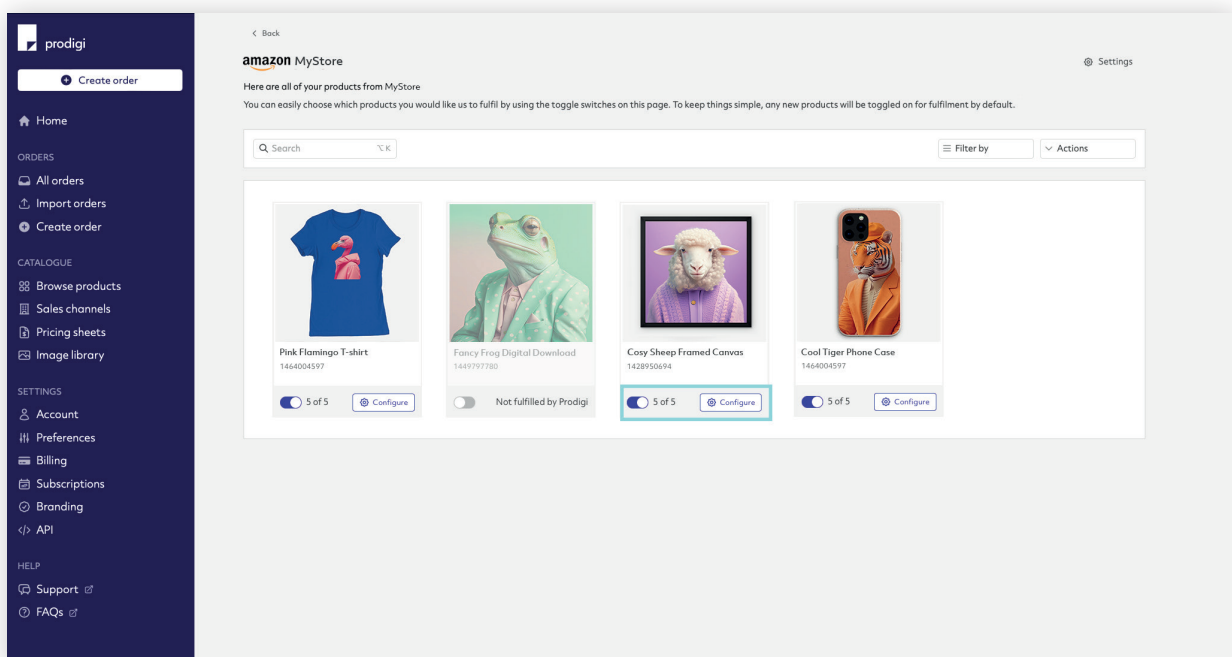 prodigi
Create order
Home
ORDERS
All orders
Import orders
Create order
CATALOGUE
Browse products
Sales channels
Pricing sheets
Image library
SETTINGS
Account
Preferences
Billing
Subscriptions
Branding
API
HELP
Support
FAQs
Back
amazon MyStore
Settings
Here are all of your products from MyStore
You can easily choose which products you would like us to fulfil by using the toggle switches on this page. To keep things simple, any new products will be toggled on for fulfilment by default.
Search ⌥ K
Filter by
Actions
Pink Flamingo T-shirt
1464004597
5 of 5 Configure
Fancy Frog Digital Download
1449797780
Not fulfilled by Prodigi
Cosy Sheep Framed Canvas
1428950694
5 of 5 Configure
Cool Tiger Phone Case
1464004597
5 of 5 Configure